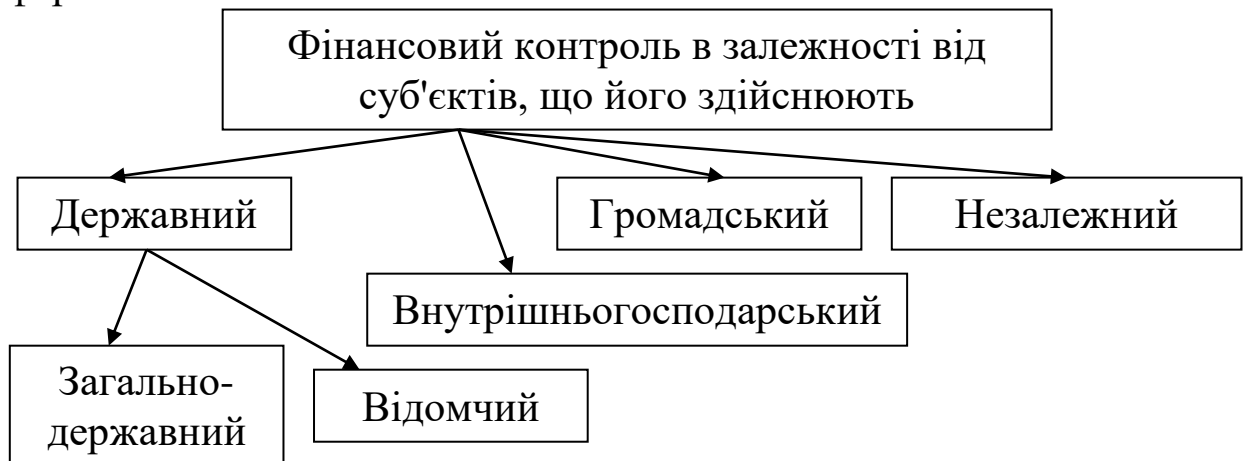 Фінансовий контроль в залежності від
суб'єктів, що його здійснюють
Державний
Громадський
Незалежний
Внутрішньогосподарський
Загально-
державний
Відомчий